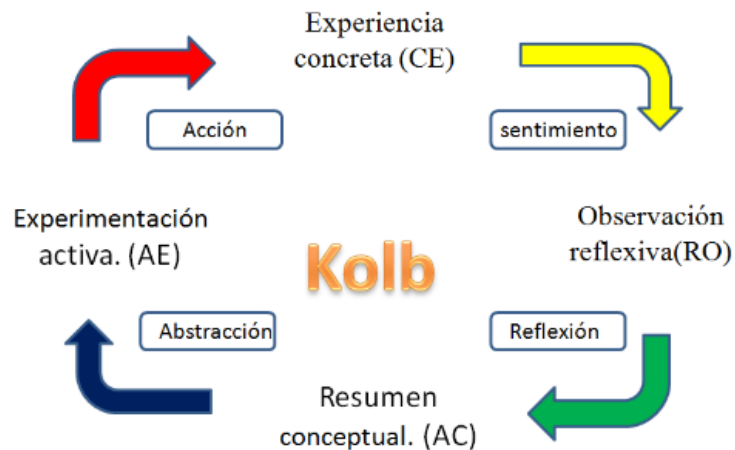 Experiencia
concreta (CE)
Acción
sentimiento
Experimentación
activa. (AE)
Kolb
Observación
reflexiva(RO)
Abstracción
Reflexión
Resumen
conceptual. (AC)